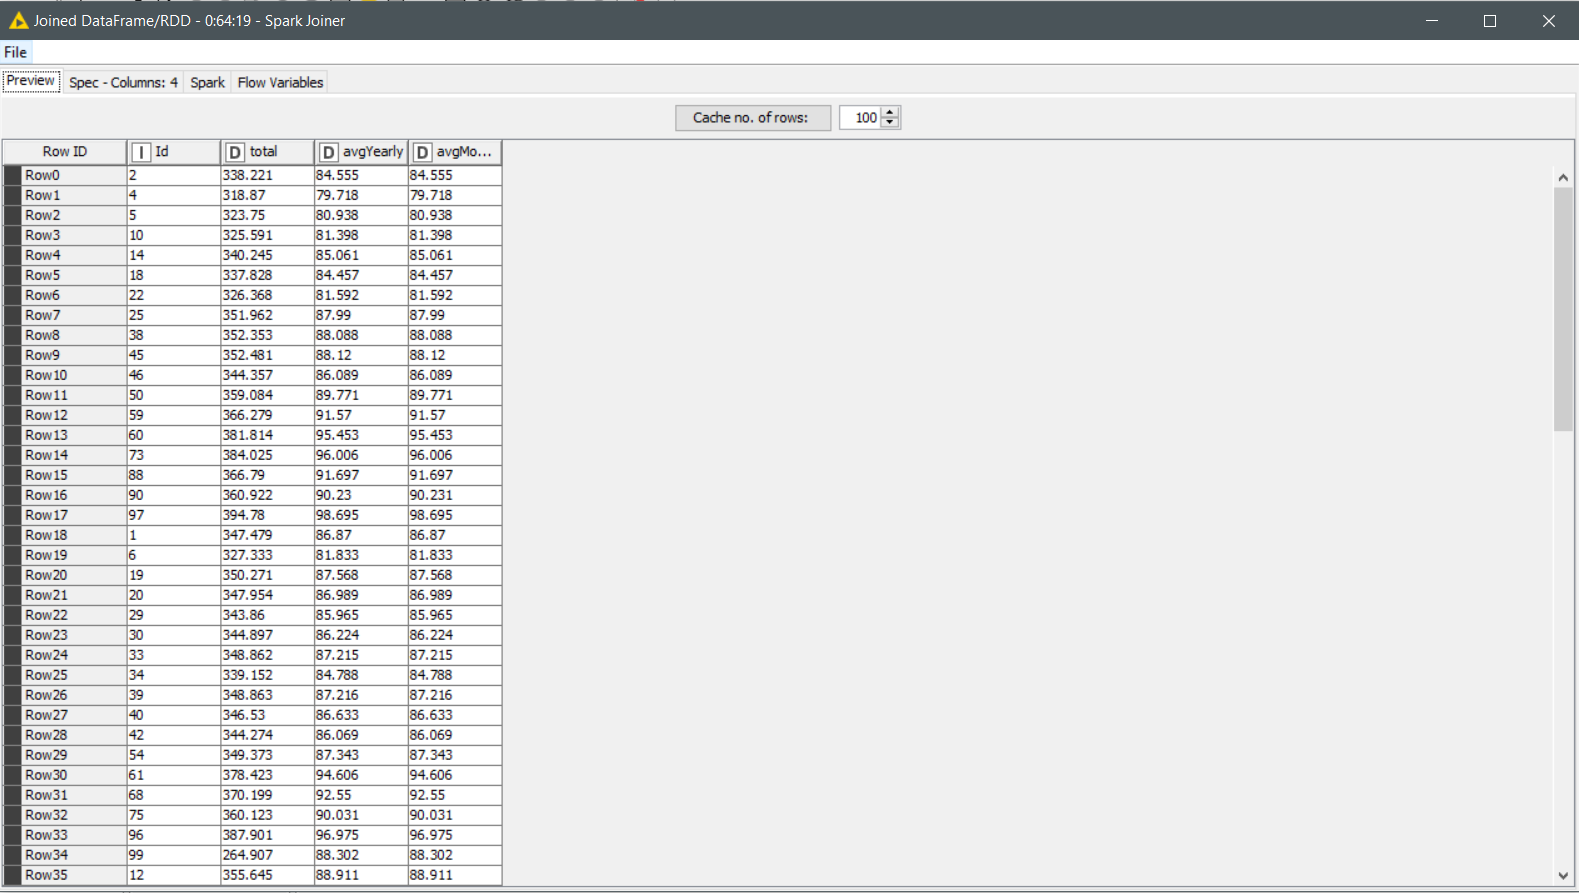 Joined DataFrame/RDD - 0:64:19 - Spark Joiner
File
Preview Spec - Columns: 4 Spark Flow Variables
Cache no. of rows: 100
Row ID I Id D total D avgYearly D avgMo...
Row0 2 338.221 84.555 84.555
Row1 4 318.87 79.718 79.718
Row2 5 323.75 80.938 80.938
Row3 10 325.591 81.398 81.398
Row4 14 340.245 85.061 85.061
Row5 18 337.828 84.457 84.457
Row6 22 326.368 81.592 81.592
Row7 25 351.962 87.99 87.99
Row8 38 352.353 88.088 88.088
Row9 45 352.481 88.12 88.12
Row10 46 344.357 86.089 86.089
Row11 50 359.084 89.771 89.771
Row12 59 366.279 91.57 91.57
Row13 60 381.814 95.453 95.453
Row14 73 384.025 96.006 96.006
Row15 88 366.79 91.697 91.697
Row16 90 360.922 90.23 90.231
Row17 97 394.78 98.695 98.695
Row18 1 347.479 86.87 86.87
Row19 6 327.333 81.833 81.833
Row20 19 350.271 87.568 87.568
Row21 20 347.954 86.989 86.989
Row22 29 343.86 85.965 85.965
Row23 30 344.897 86.224 86.224
Row24 33 348.862 87.215 87.215
Row25 34 339.152 84.788 84.788
Row26 39 348.863 87.216 87.216
Row27 40 346.53 86.633 86.633
Row28 42 344.274 86.069 86.069
Row29 54 349.373 87.343 87.343
Row30 61 378.423 94.606 94.606
Row31 68 370.199 92.55 92.55
Row32 75 360.123 90.031 90.031
Row33 96 387.901 96.975 96.975
Row34 99 264.907 88.302 88.302
Row35 12 355.645 88.911 88.911